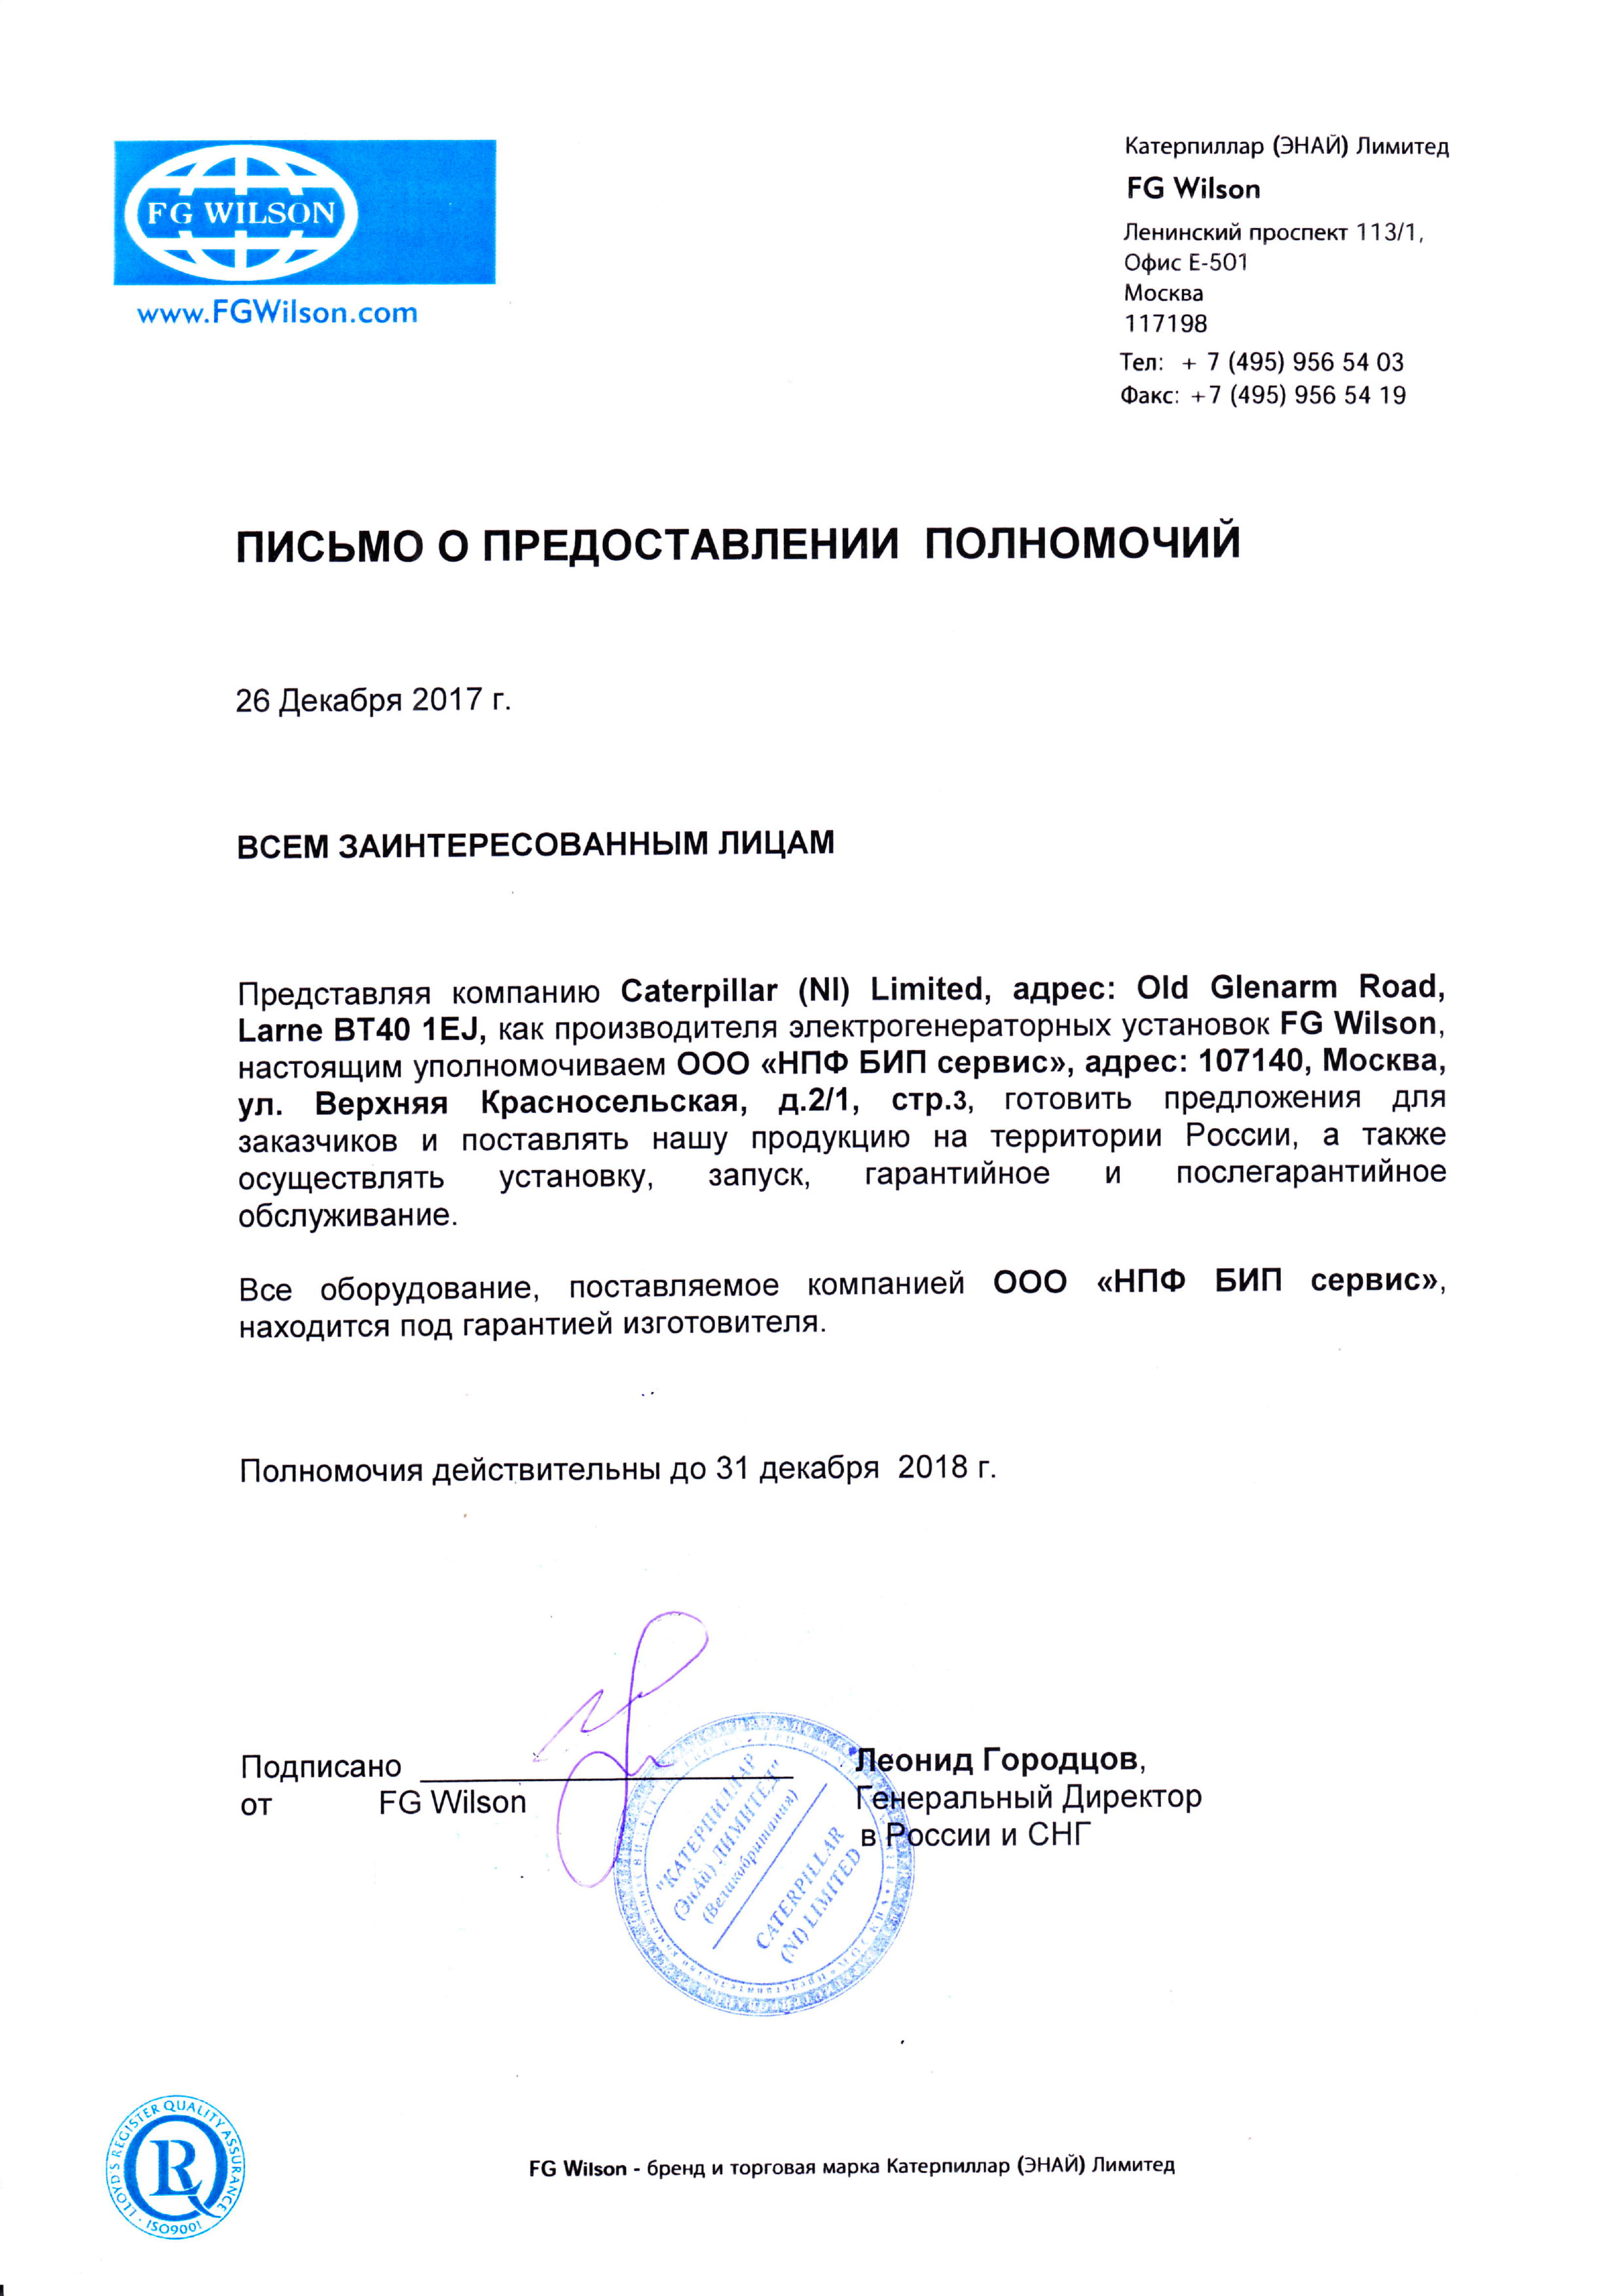 FG WILSON
www.FGWilson.com
Катерпиллар (ЭНАЙ) Лимитед
FG Wilson
Ленинский проспект 113/1,
Офис Е-501
Москва
117198
Тел: + 7 (495) 956 54 03
Факс: +7 (495) 956 54 19
ПИСЬМО О ПРЕДОСТАВЛЕНИИ ПОЛНОМОЧИЙ
26 Декабря 2017 г.
ВСЕМ ЗАИНТЕРЕСОВАННЫМ ЛИЦАМ
Представляя компанию Caterpillar (NI) Limited, адрес: Old Glenarm Road,
Larne BT40 1EJ, как производителя электрогенераторных установок FG Wilson,
настоящим уполномочиваем ООО «НПФ БИП сервис», адрес: 107140, Москва,
ул. Верхняя Красносельская, д.2/1, стр.3, готовить предложения для
заказчиков и поставлять нашу продукцию на территории России, а также
осуществлять установку, запуск, гарантийное и послегарантийное
обслуживание.
Все оборудование, поставляемое компанией ООО «НПФ БИП сервис»,
находится под гарантией изготовителя.
Полномочия действительны до 31 декабря 2018 г.
Подписано
от FG Wilson
Леонид Городцов,
Генеральный Директор
в России и СНГ
"КАТЕРПИЛЛАР
(ЭнАй) ЛИМИТЕД"
(Великобритания)
CATERPILLAR
(NI) LIMITED
LLOYD'S REGISTER QUALITY ASSURANCE
LRQ
ISO9001
FG Wilson - бренд и торговая марка Катерпиллар (ЭНАЙ) Лимитед